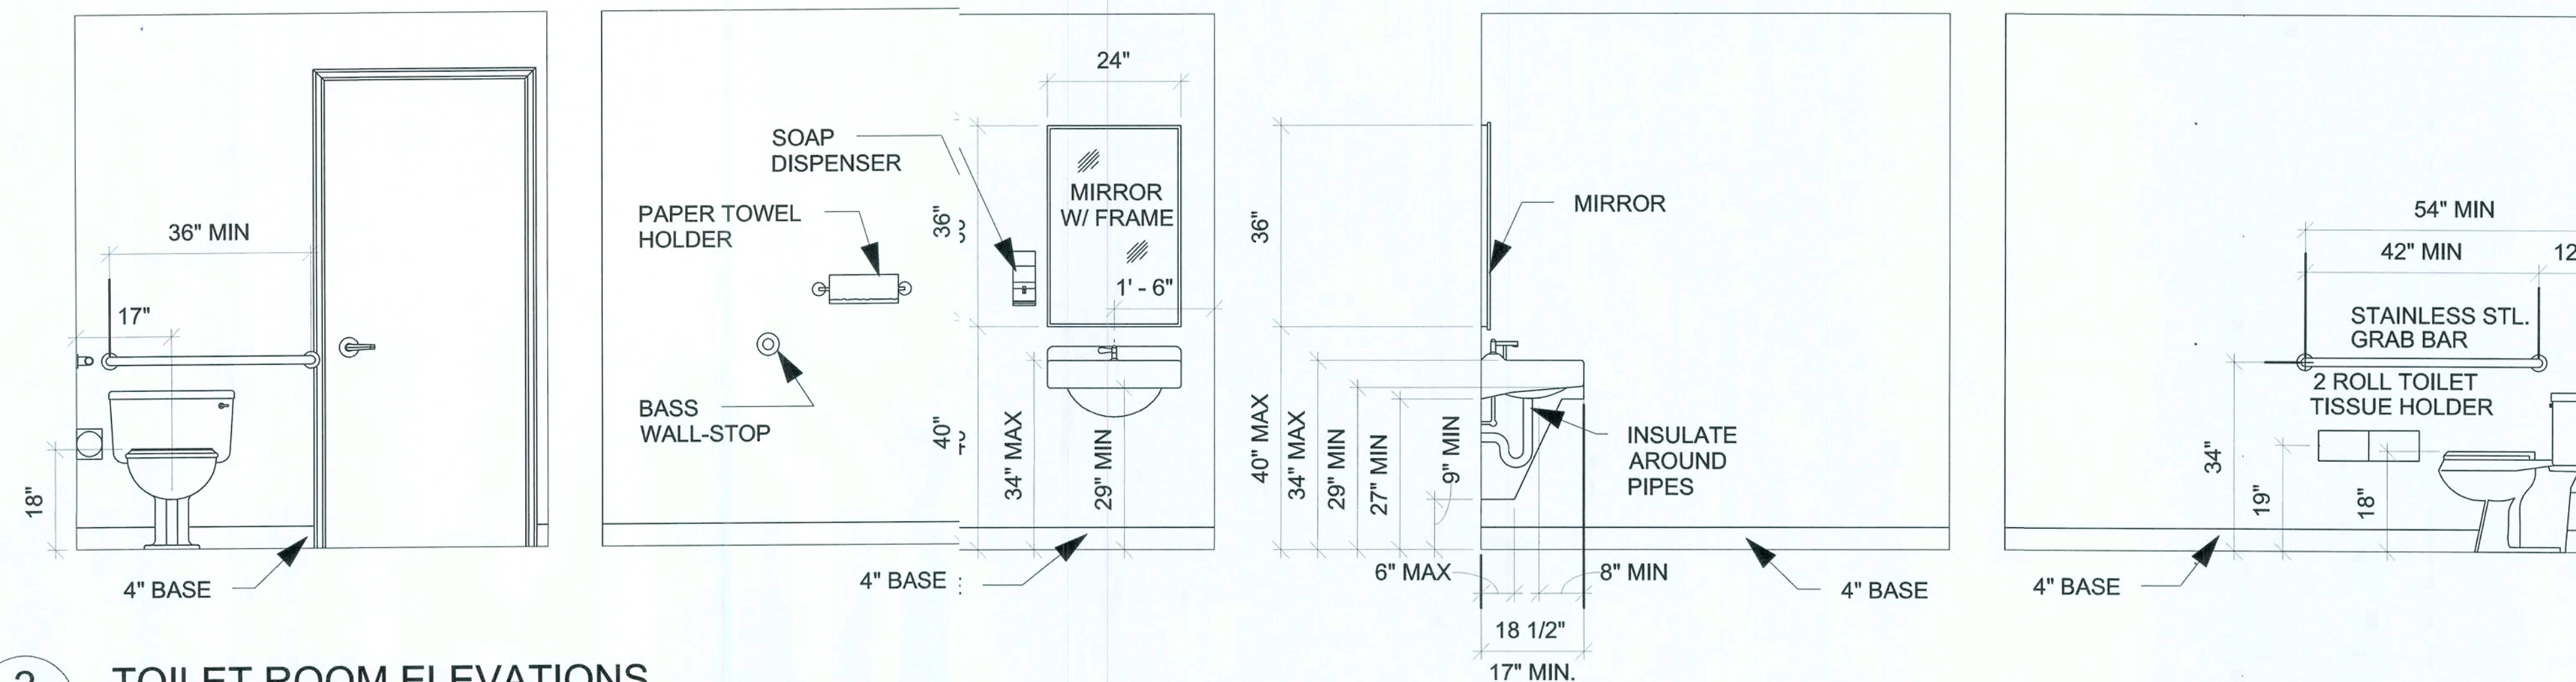 36" MIN
17"
18"
4" BASE
SOAP
DISPENSER
PAPER TOWEL
HOLDER
BASS
WALL-STOP
4" BASE
24"
36"
MIRROR
W/ FRAME
1' - 6"
40"
34" MAX
29" MIN
36"
MIRROR
40" MAX
34" MAX
29" MIN
27" MIN
9" MIN
INSULATE
AROUND
PIPES
6" MAX
8" MIN
4" BASE
18 1/2"
17" MIN.
54" MIN
42" MIN
12
STAINLESS STL.
GRAB BAR
2 ROLL TOILET
TISSUE HOLDER
34"
19"
18"
4" BASE
TOILET ROOM ELEVATIONS